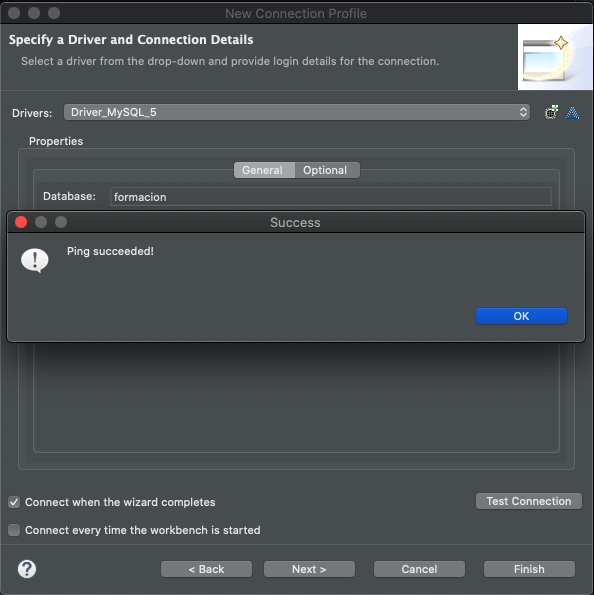 New Connection Profile
Specify a Driver and Connection Details
Select a driver from the drop-down and provide login details for the connection.
Drivers: Driver_MySQL_5
Properties
General Optional
Database: formacion
Success
Ping succeeded!
OK
Connect when the wizard completes
Test Connection
Connect every time the workbench is started
? < Back Next > Cancel Finish